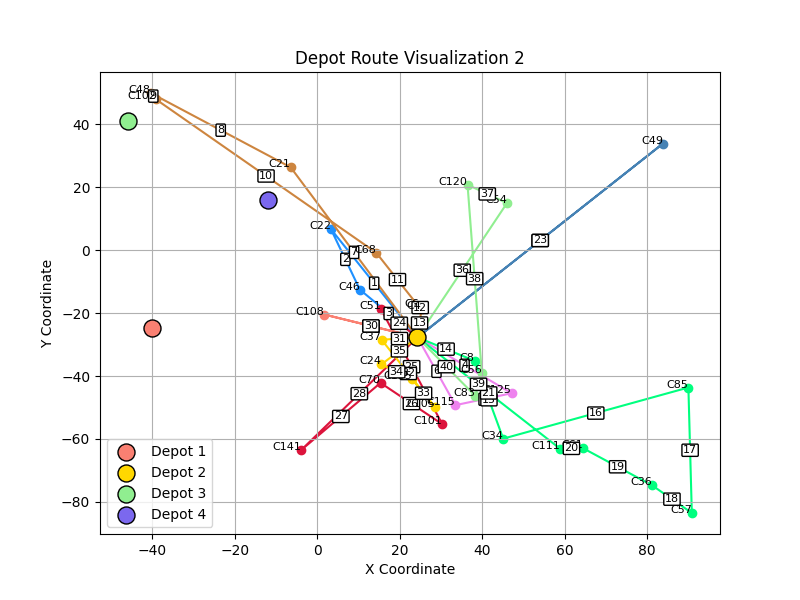 Depot Route Visualization 2
Y Coordinate
40
20
0
−20
−40
−60
−80
C48
C102
8
C21
10
C49
C120
37
C54
C22
7
C68
2
23
36
38
11
1
C46
C51
3
12
C108
30
24
13
C37
31
35
14
C8
C24
25
4
40
34
C70
39
C125
C85
28
33
C83
21
C115
16
27
C101
C34
C141
C111
20
17
19
C36
18
C57
Depot 1
Depot 2
Depot 3
Depot 4
−40
−20
0
20
40
60
80
X Coordinate